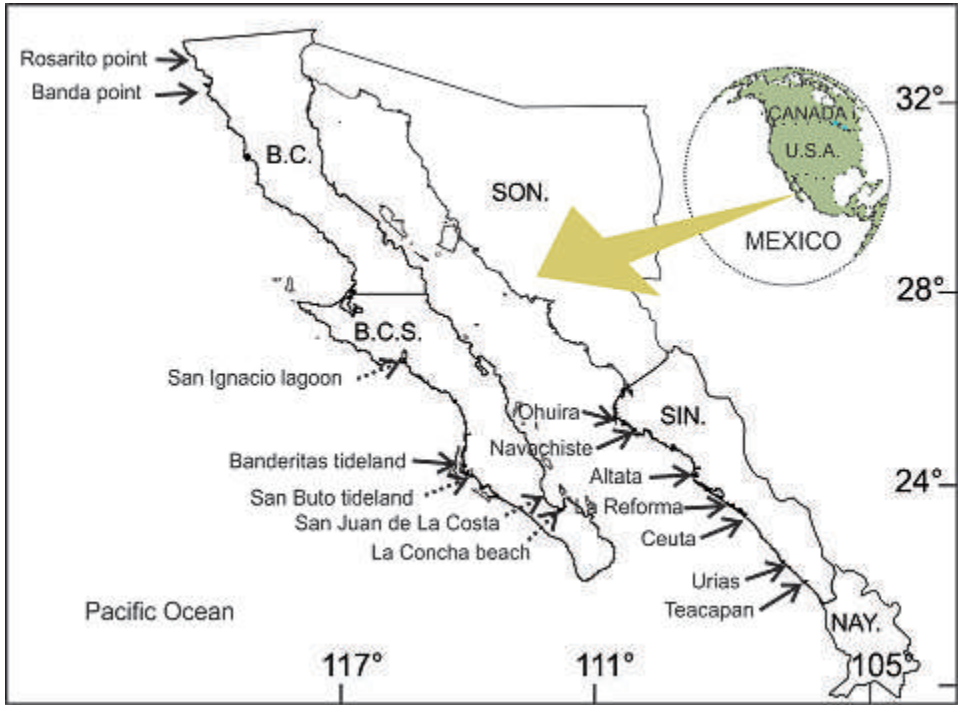 Rosarito point
Banda point
B.C.
SON.
CANADA
U.S.A.
MEXICO
32°
28°
B.C.S.
San Ignacio lagoon
Ohuira
SIN.
Navachiste
Banderitas tideland
Altata
24°
San Buto tideland
La Reforma
San Juan de La Costa
Ceuta
La Concha beach
Urias
Teacapan
Pacific Ocean
NAY.
117°
111°
105°